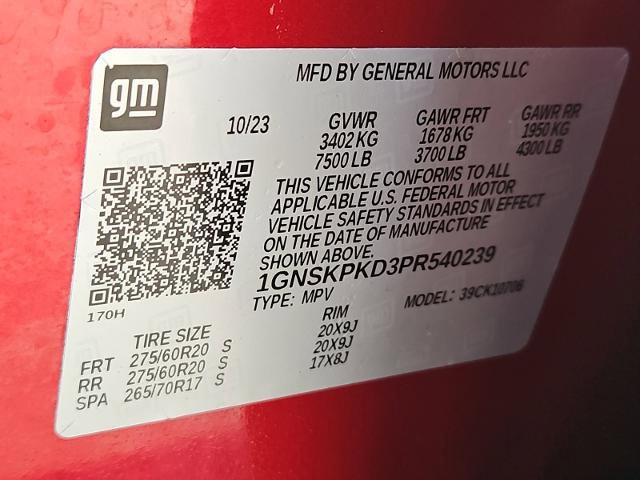 gm
MFD BY GENERAL MOTORS LLC
10/23 GVWR GAWR FRT GAWR RR
3402 KG 1678 KG 1950 KG
7500 LB 3700 LB 4300 LB
THIS VEHICLE CONFORMS TO ALL
APPLICABLE U.S. FEDERAL MOTOR
VEHICLE SAFETY STANDARDS IN EFFECT
ON THE DATE OF MANUFACTURE
SHOWN ABOVE.
1GNSKPKD3PR540239
170H TYPE: MPV MODEL: 39CK10706
TIRE SIZE RIM
FRT 275/60R20 S 20X9J
RR 275/60R20 S 20X9J
SPA 265/70R17 S 17X8J